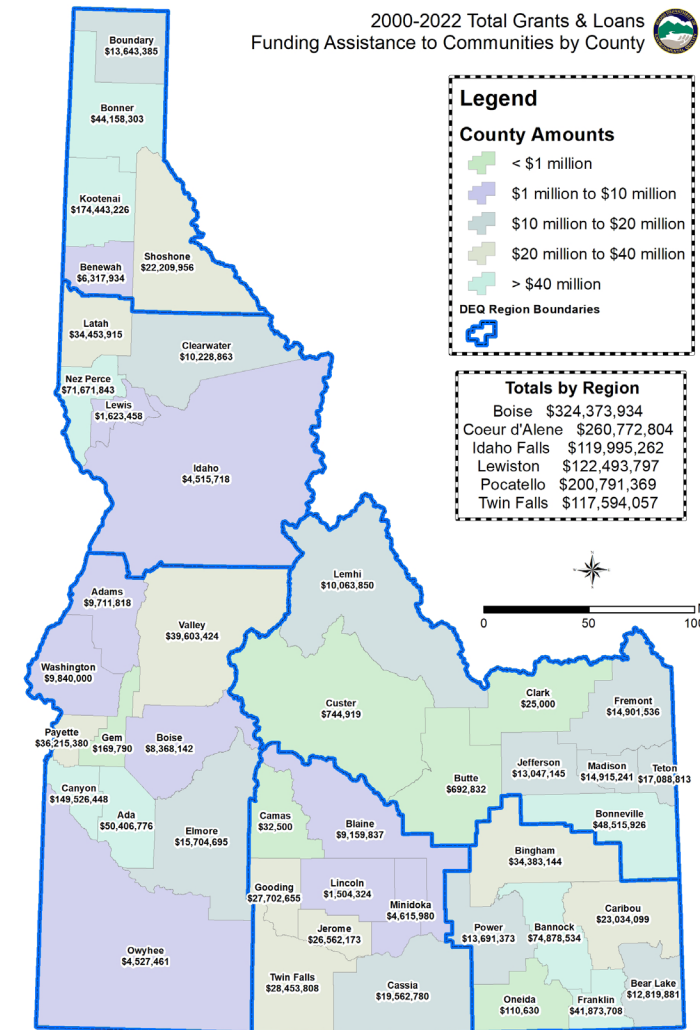 2000-2022 Total Grants & Loans
Funding Assistance to Communities by County
Legend
County Amounts
< $1 million
$1 million to $10 million
$10 million to $20 million
$20 million to $40 million
> $40 million
DEQ Region Boundaries
Totals by Region
Boise $324,373,934
Coeur d'Alene $260,772,804
Idaho Falls $119,995,262
Lewiston $122,493,797
Pocatello $200,791,369
Twin Falls $117,594,057
0 50
Boundary
$13,643,385
Bonner
$44,158,303
Kootenai
$174,443,226
Shoshone
$22,209,956
Benewah
$6,317,934
Latah
$34,453,915
Clearwater
$10,228,863
Nez Perce
$71,671,843
Lewis
$1,623,458
Idaho
$4,515,718
Lemhi
$10,063,850
Adams
$9,711,818
Valley
$39,603,424
Washington
$9,840,000
Custer
$744,919
Clark
$25,000
Fremont
$14,901,536
Payette
$36,215,380
Gem
$169,790
Boise
$8,368,142
Jefferson
$13,047,145
Madison
$14,915,241
Teton
$17,088,813
Butte
$692,832
Canyon
$149,526,448
Ada
$50,406,776
Elmore
$15,704,695
Camas
$32,500
Blaine
$9,159,837
Bonneville
$48,515,926
Bingham
$34,383,144
Gooding
$27,702,655
Lincoln
$1,504,324
Minidoka
$4,615,980
Caribou
$23,034,099
Jerome
$26,562,173
Power
$13,691,373
Bannock
$74,878,534
Owyhee
$4,527,461
Twin Falls
$28,453,808
Cassia
$19,562,780
Oneida
$110,630
Franklin
$41,873,708
Bear Lake
$12,819,881